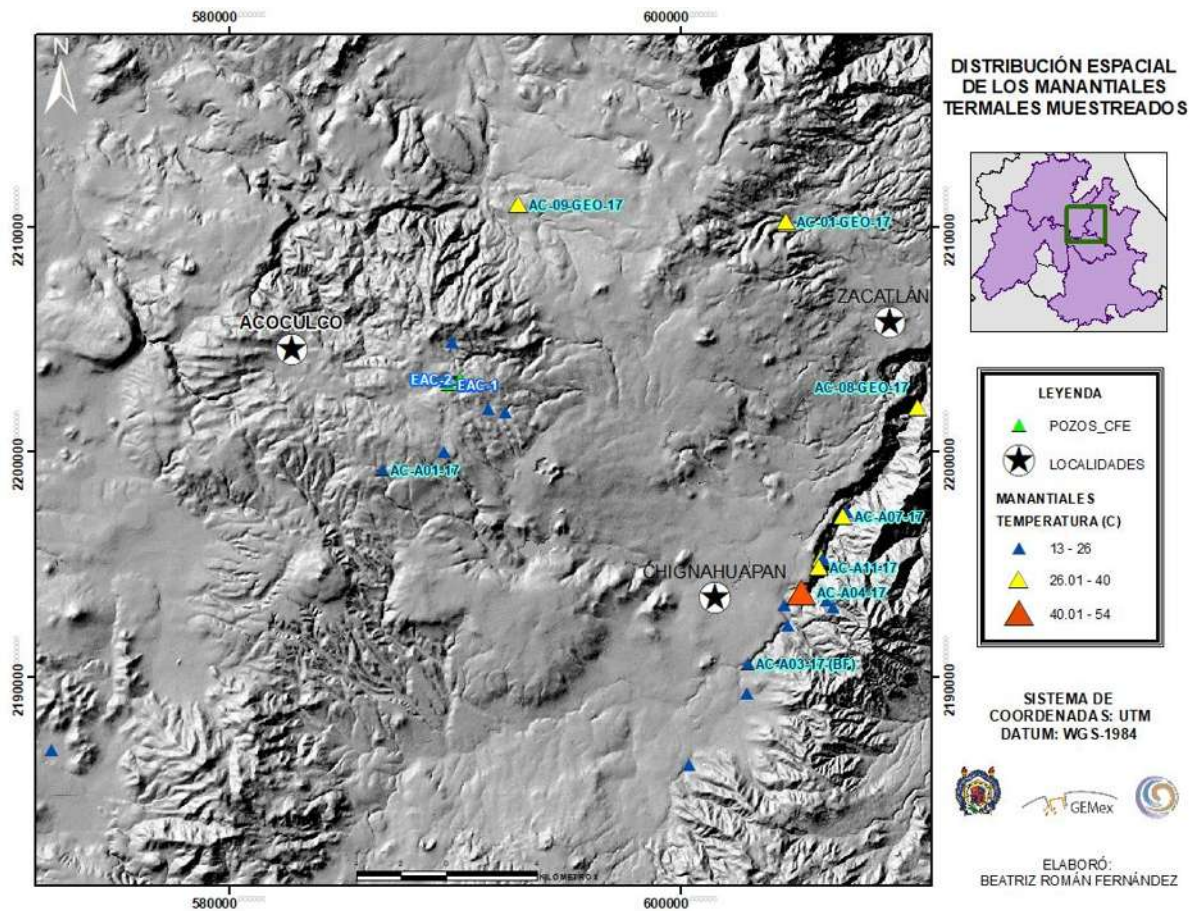 580000
600000
N
DISTRIBUCIÓN ESPACIAL
DE LOS MANANTIALES
TERMALES MUESTREADOS
2210000
2210000
AC-09-GEO-17
AC-01-GEO-17
ZACATLÁN
ACOCULCO
EAC-2
EAC-1
AC-08-GEO-17
2200000
2200000
AC-A01-17
AC-A07-17
AC-A11-17
CHIGNAHUAPAN
AC-A04-17
AC-A03-17-(BF)
2190000
2190000
LEYENDA
POZOS_CFE
LOCALIDADES
MANANTIALES
TEMPERATURA (C)
13 - 26
26.01 - 40
40.01 - 54
SISTEMA DE
COORDENADAS: UTM
DATUM: WGS-1984
GEMex
ELABORÓ:
BEATRIZ ROMÁN FERNÁNDEZ
580000
600000